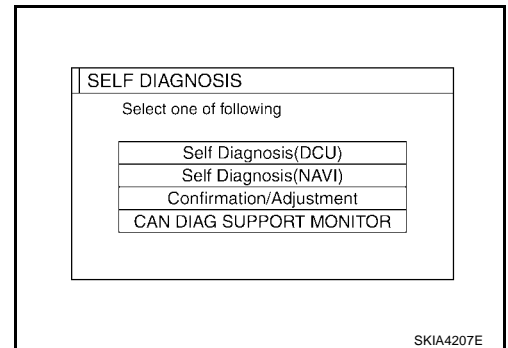 SELF DIAGNOSIS
Select one of following
Self Diagnosis(DCU)
Self Diagnosis(NAVI)
Confirmation/Adjustment
CAN DIAG SUPPORT MONITOR
SKIA4207E